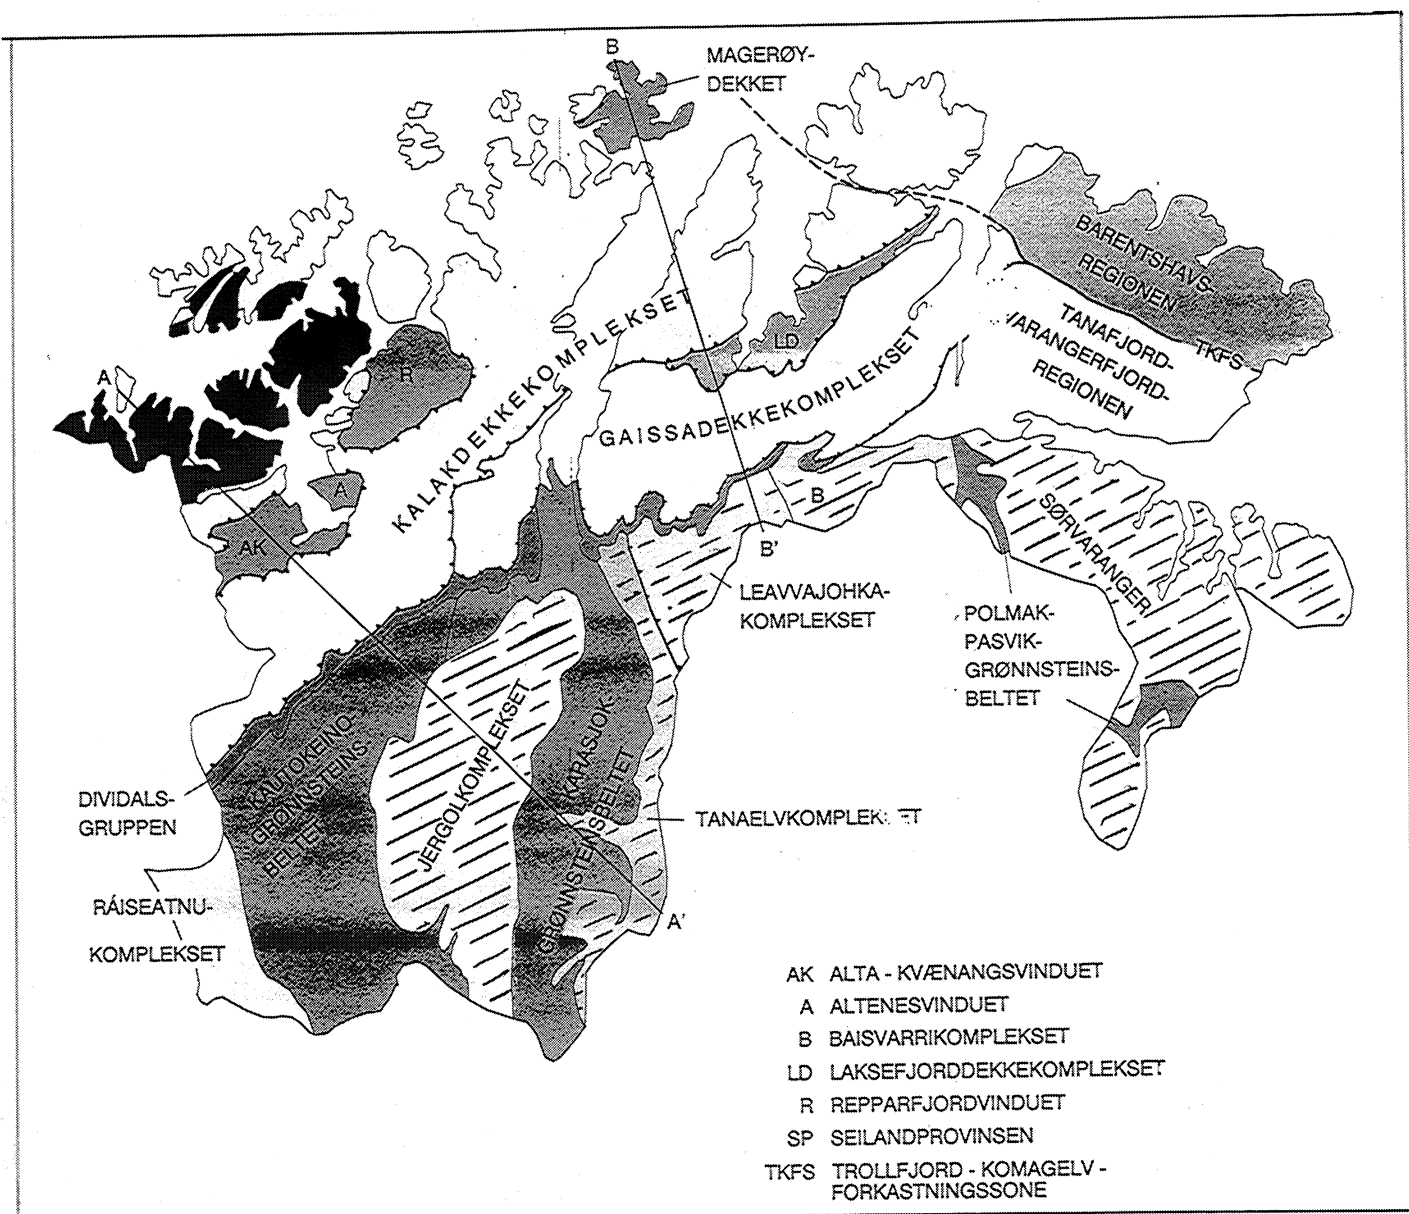 B
MAGERØY-
DEKKET
BARENTSHAVS-
REGIONEN
TKFS
TANAFJORD-
VARANGERFJORD-
REGIONEN
LD
R
A
KALAKDEKKEKOMPLEKSET
GAISSADEKKEKOMPLEKSET
A
AK
B
B'
SØRVARANGER
LEAVVAJOHKA-
KOMPLEKSET
POLMAK-
PASVIK-
GRØNNSTEINS-
BELTET
KAUTOKEINO-
GRØNNSTEINS
BELTET
JERGOLKOMPLEKSET
KARASJOK-
GRØNNSTEINSBELTET
DIVIDALS-
GRUPPEN
TANAELVKOMPLEKSET
RÁISEATNU-
KOMPLEKSET
A'
AK ALTA - KVÆNANGSVINDUET
A ALTENESVINDUET
B BAISVARRIKOMPLEKSET
LD LAKSEFJORDDEKKEKOMPLEKSET
R REPPARFJORDVINDUET
SP SEILANDPROVINSEN
TKFS TROLLFJORD - KOMAGELV -
FORKASTNINGSSONE